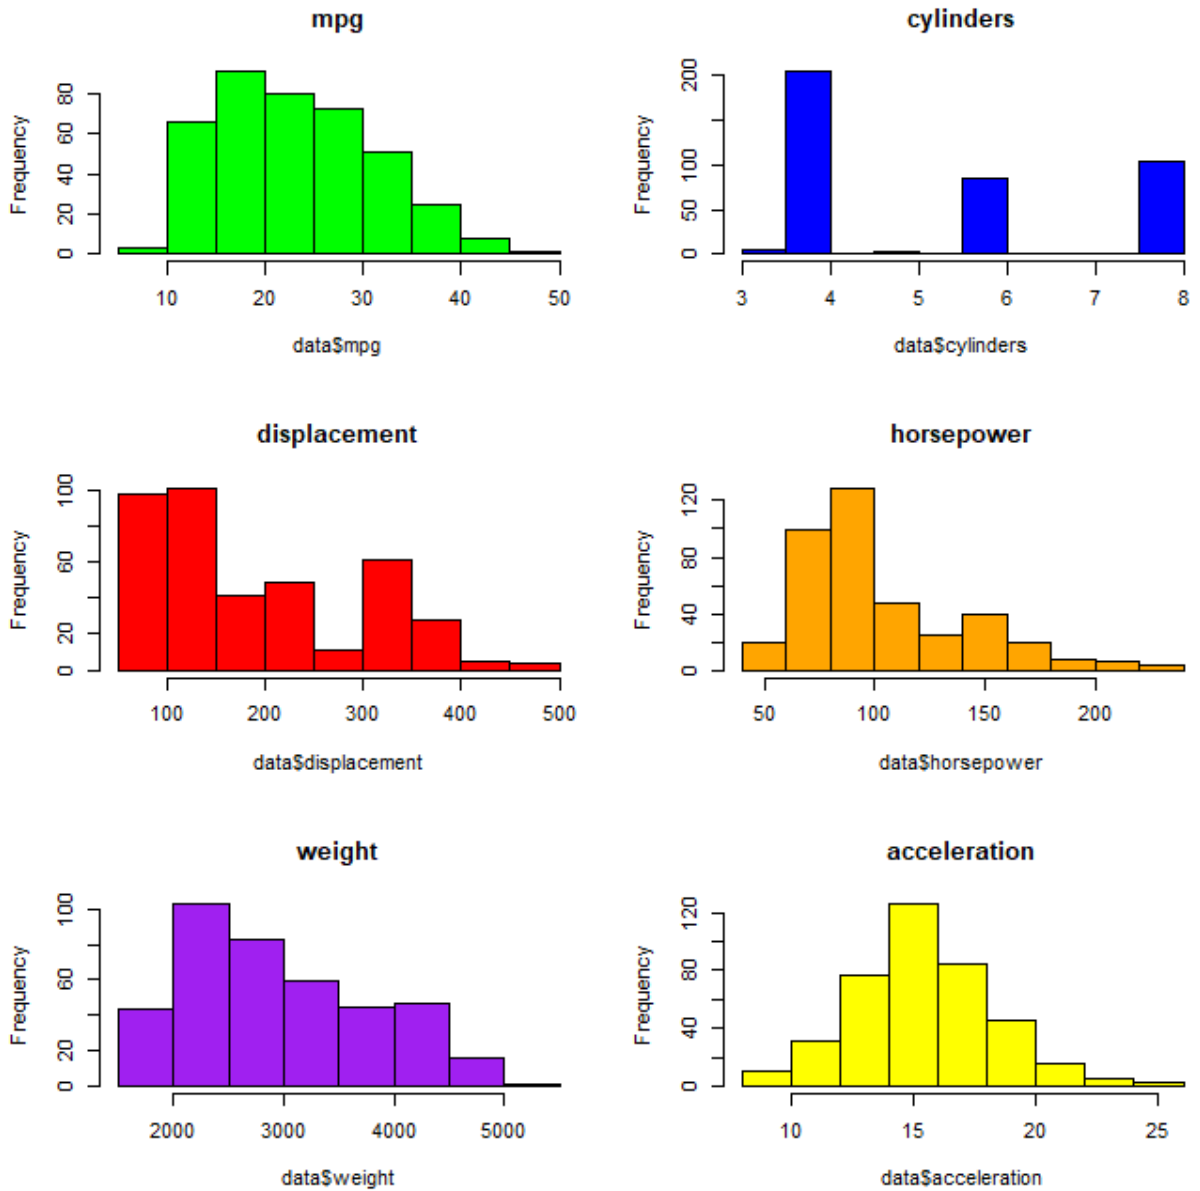 mpg
Frequency
0 20 40 60 80
10 20 30 40 50
data$mpg
cylinders
Frequency
0 50 100 200
3 4 5 6 7 8
data$cylinders
displacement
Frequency
0 20 60 100
100 200 300 400 500
data$displacement
horsepower
Frequency
0 40 80 120
50 100 150 200
data$horsepower
weight
Frequency
0 20 60 100
2000 3000 4000 5000
data$weight
acceleration
Frequency
0 40 80 120
10 15 20 25
data$acceleration